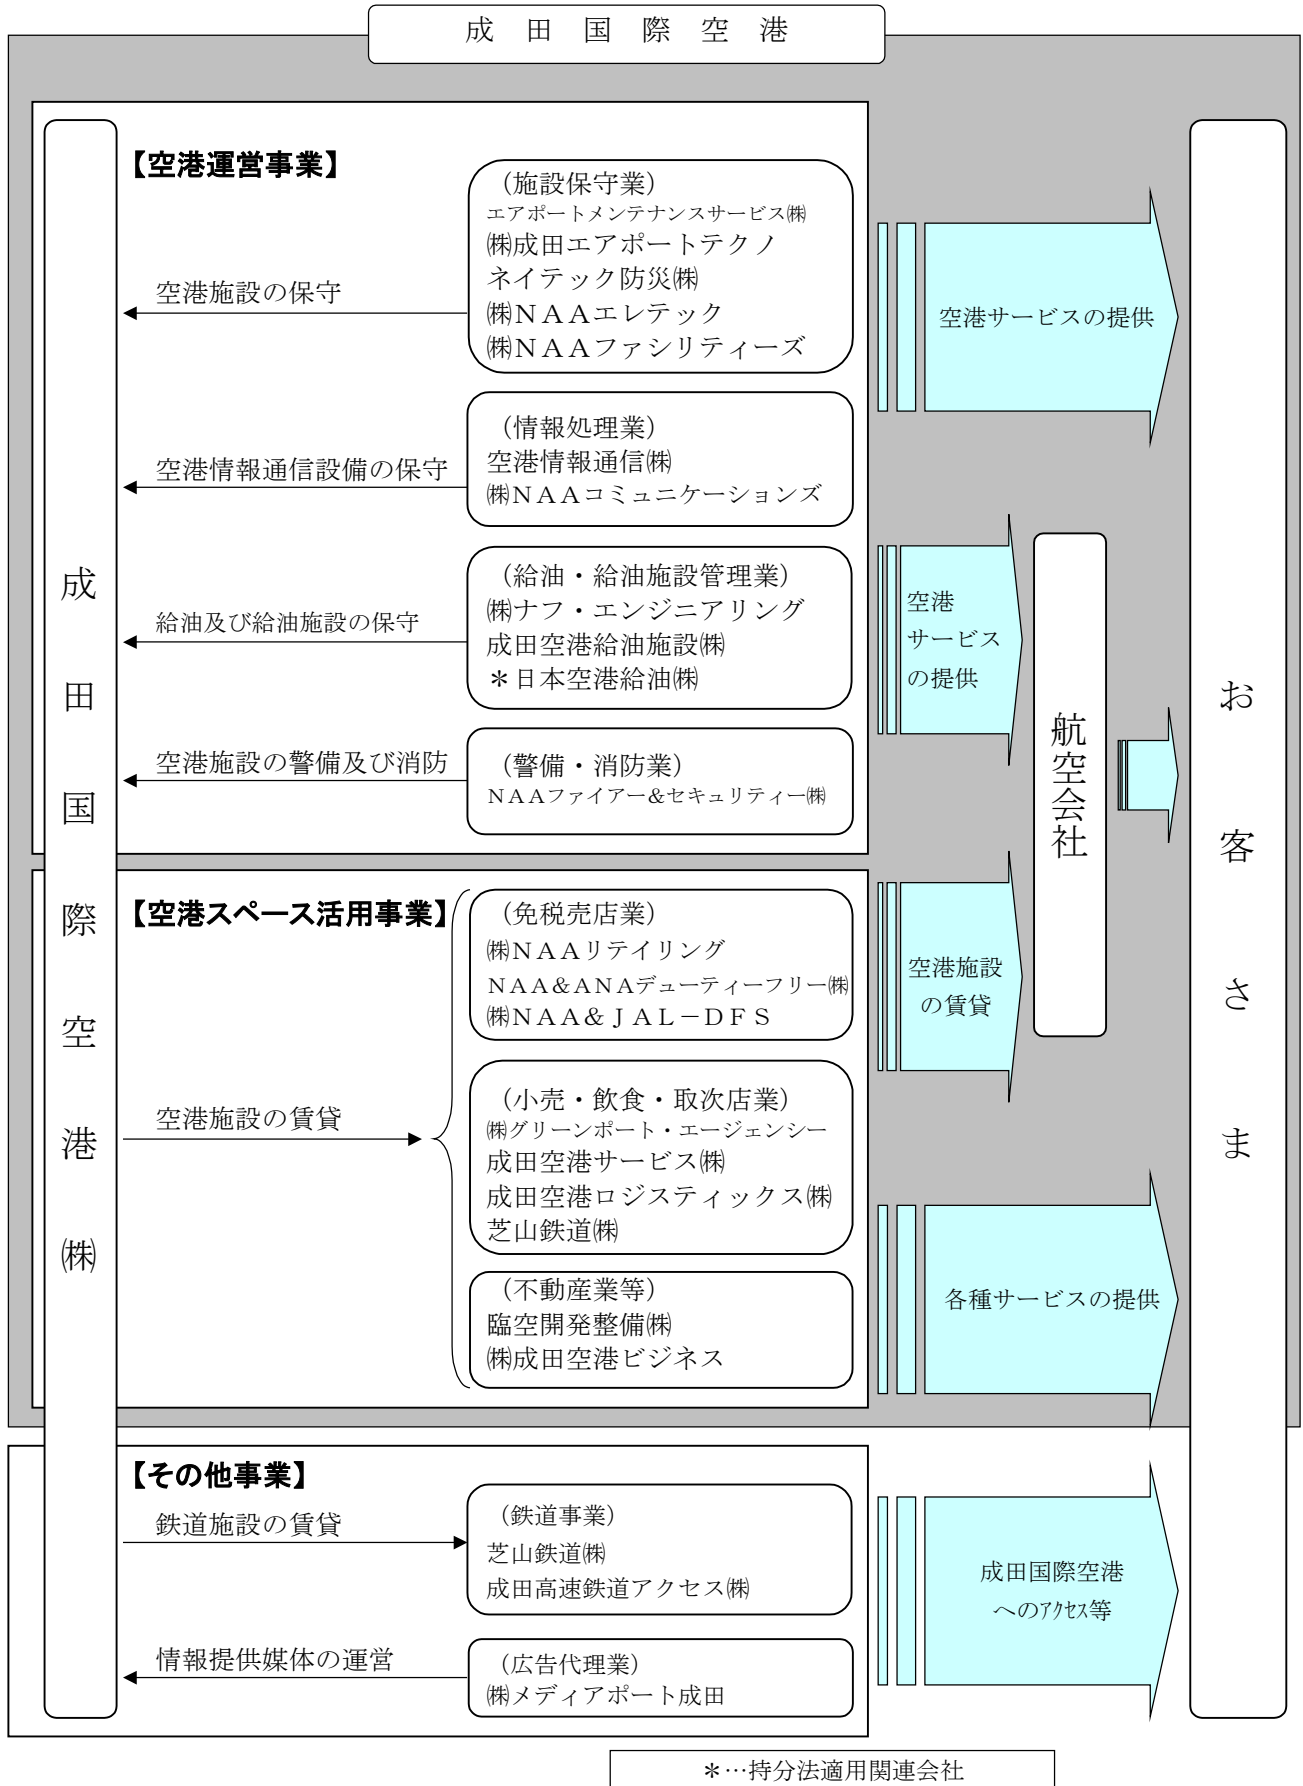 成田国際空港
成田国際空港㈱
【空港運営事業】
空港施設の保守
（施設保守業）
エアポートメンテナンスサービス㈱
㈱成田エアポートテクノ
ネイテック防災㈱
㈱ＮＡＡエレテック
㈱ＮＡＡファシリティーズ
空港情報通信設備の保守
（情報処理業）
空港情報通信㈱
㈱ＮＡＡコミュニケーションズ
給油及び給油施設の保守
（給油・給油施設管理業）
㈱ナフ・エンジニアリング
成田空港給油施設㈱
＊日本空港給油㈱
空港施設の警備及び消防
（警備・消防業）
ＮＡＡファイアー&セキュリティー㈱
【空港スペース活用事業】
空港施設の賃貸
（免税売店業）
㈱ＮＡＡリテイリング
ＮＡＡ&ＡＮＡデューティーフリー㈱
㈱ＮＡＡ&ＪＡＬ－ＤＦＳ
（小売・飲食・取次店業）
㈱グリーンポート・エージェンシー
成田空港サービス㈱
成田空港ロジスティックス㈱
芝山鉄道㈱
（不動産業等）
臨空開発整備㈱
㈱成田空港ビジネス
【その他事業】
鉄道施設の賃貸
（鉄道事業）
芝山鉄道㈱
成田高速鉄道アクセス㈱
情報提供媒体の運営
（広告代理業）
㈱メディアポート成田
空港サービスの提供
空港
サービス
の提供
空港施設
の賃貸
航空会社
各種サービスの提供
成田国際空港
へのｱｸｾｽ等
お客さま
＊…持分法適用関連会社